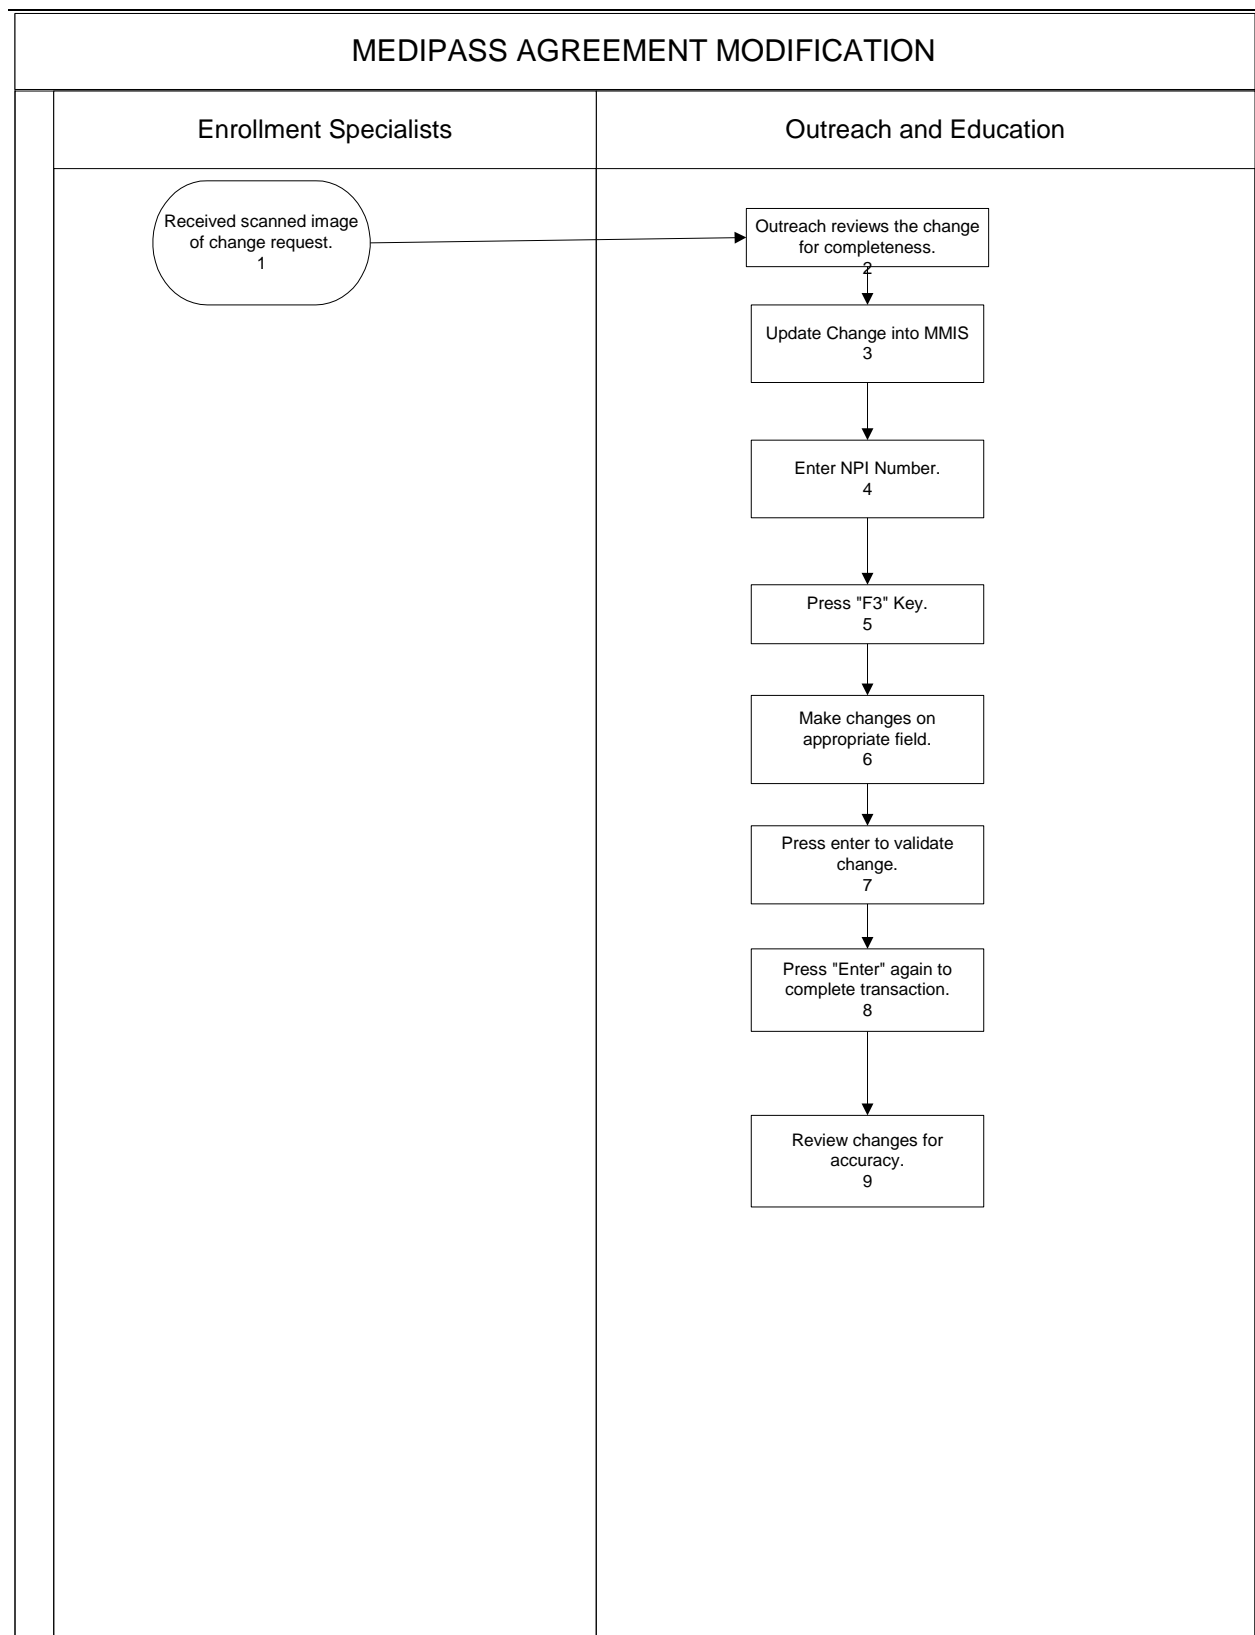 MEDIPASS AGREEMENT MODIFICATION
Enrollment Specialists
Outreach and Education
Received scanned image
of change request.
1
Outreach reviews the change
for completeness.
2
Update Change into MMIS
3
Enter NPI Number.
4
Press "F3" Key.
5
Make changes on
appropriate field.
6
Press enter to validate
change.
7
Press "Enter" again to
complete transaction.
8
Review changes for
accuracy.
9